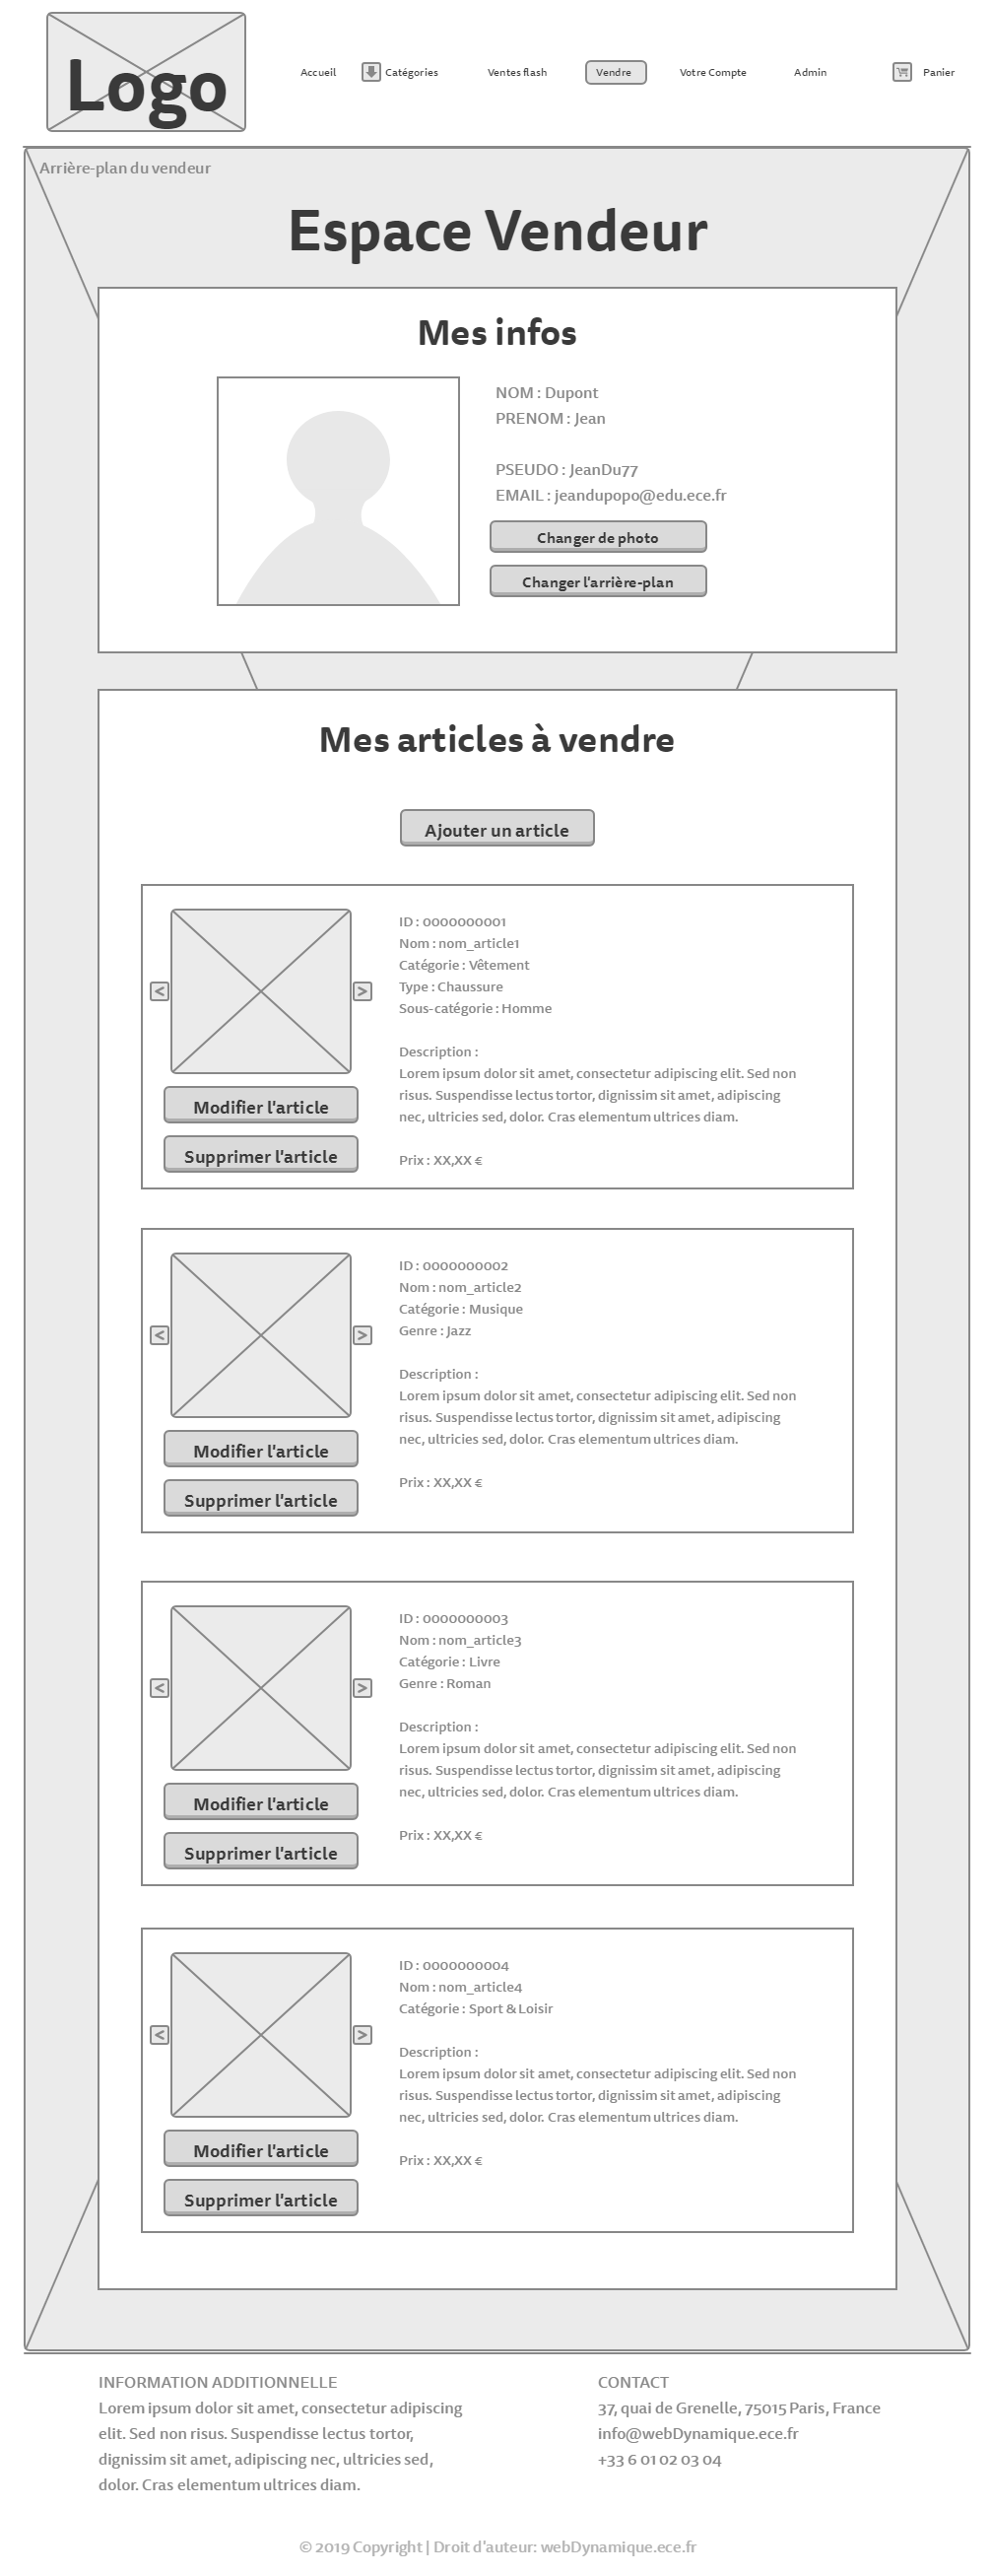 Logo
Accueil
Catégories
Ventes flash
Vendre
Votre Compte
Admin
Panier
Arrière-plan du vendeur
Espace Vendeur
Mes infos
NOM : Dupont
PRENOM : Jean
PSEUDO : JeanDu77
EMAIL : jeandupopo@edu.ece.fr
Changer de photo
Changer l'arrière-plan
Mes articles à vendre
Ajouter un article
<
>
Modifier l'article
Supprimer l'article
ID : 0000000001
Nom : nom_article1
Catégorie : Vêtement
Type : Chaussure
Sous-catégorie : Homme
Description :
Lorem ipsum dolor sit amet, consectetur adipiscing elit. Sed non
risus. Suspendisse lectus tortor, dignissim sit amet, adipiscing
nec, ultricies sed, dolor. Cras elementum ultrices diam.
Prix : XX,XX €
<
>
Modifier l'article
Supprimer l'article
ID : 0000000002
Nom : nom_article2
Catégorie : Musique
Genre : Jazz
Description :
Lorem ipsum dolor sit amet, consectetur adipiscing elit. Sed non
risus. Suspendisse lectus tortor, dignissim sit amet, adipiscing
nec, ultricies sed, dolor. Cras elementum ultrices diam.
Prix : XX,XX €
<
>
Modifier l'article
Supprimer l'article
ID : 0000000003
Nom : nom_article3
Catégorie : Livre
Genre : Roman
Description :
Lorem ipsum dolor sit amet, consectetur adipiscing elit. Sed non
risus. Suspendisse lectus tortor, dignissim sit amet, adipiscing
nec, ultricies sed, dolor. Cras elementum ultrices diam.
Prix : XX,XX €
<
>
Modifier l'article
Supprimer l'article
ID : 0000000004
Nom : nom_article4
Catégorie : Sport & Loisir
Description :
Lorem ipsum dolor sit amet, consectetur adipiscing elit. Sed non
risus. Suspendisse lectus tortor, dignissim sit amet, adipiscing
nec, ultricies sed, dolor. Cras elementum ultrices diam.
Prix : XX,XX €
INFORMATION ADDITIONNELLE
Lorem ipsum dolor sit amet, consectetur adipiscing
elit. Sed non risus. Suspendisse lectus tortor,
dignissim sit amet, adipiscing nec, ultricies sed,
dolor. Cras elementum ultrices diam.
CONTACT
37, quai de Grenelle, 75015 Paris, France
info@webDynamique.ece.fr
+33 6 01 02 03 04
© 2019 Copyright | Droit d'auteur: webDynamique.ece.fr